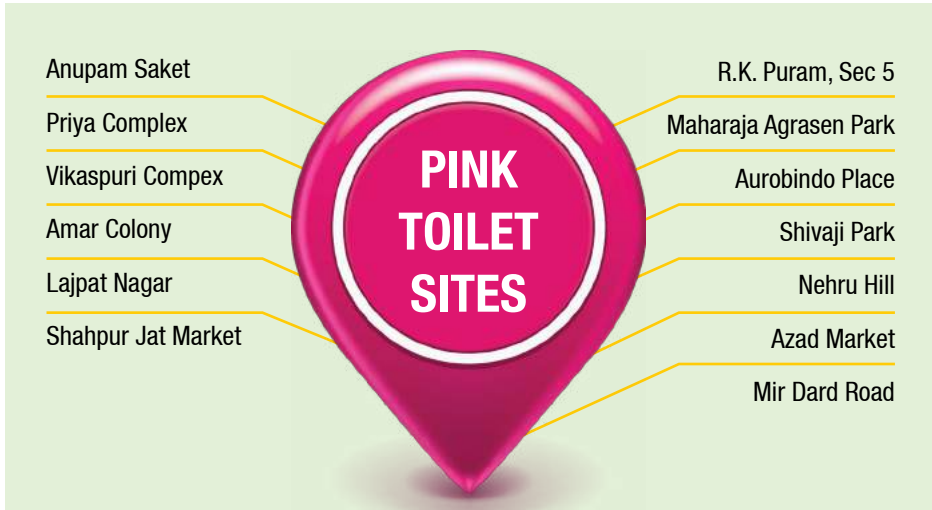 Anupam Saket
Priya Complex
Vikaspuri Compex
Amar Colony
Lajpat Nagar
Shahpur Jat Market
PINK
TOILET
SITES
R.K. Puram, Sec 5
Maharaja Agrasen Park
Aurobindo Place
Shivaji Park
Nehru Hill
Azad Market
Mir Dard Road